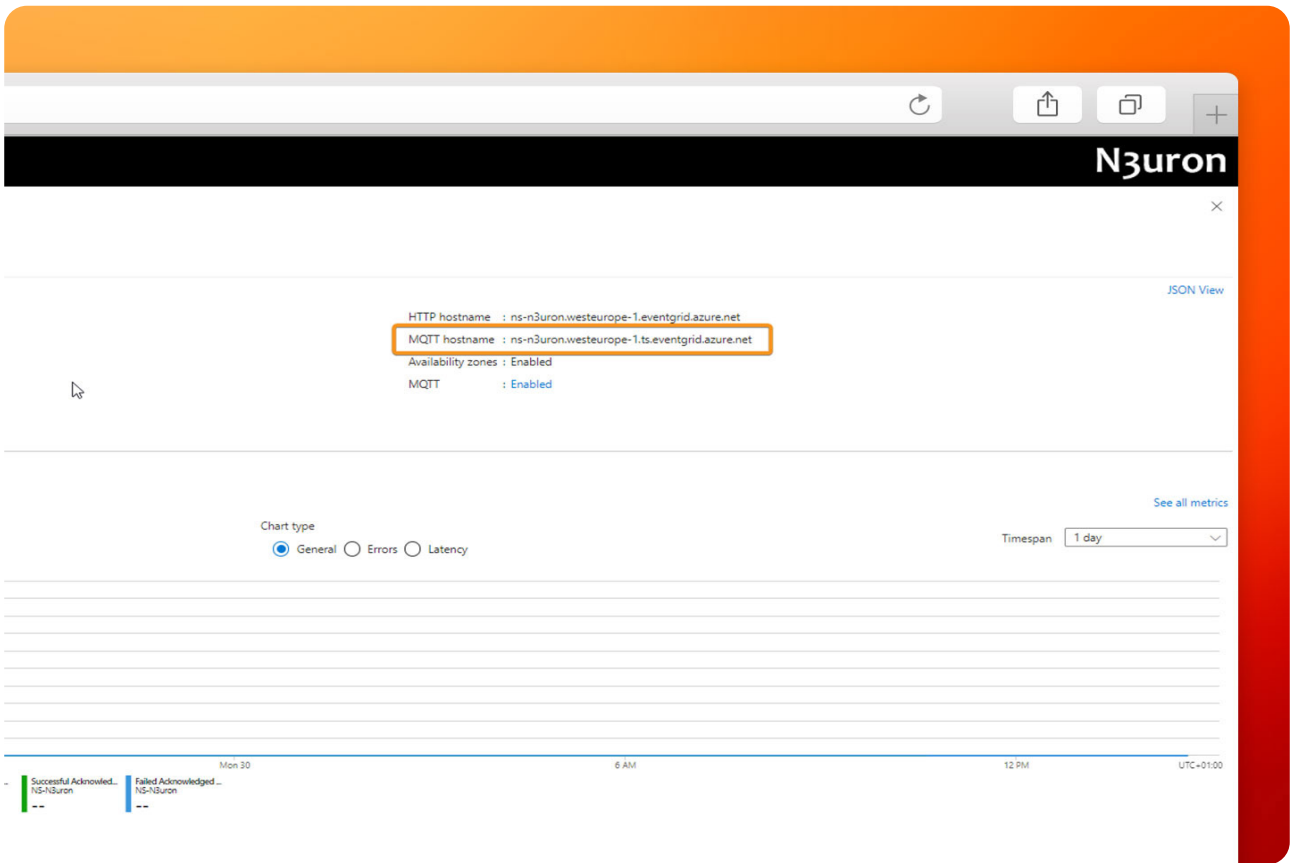 N3uron
JSON View
HTTP hostname : ns-n3uron.westeurope-1.eventgrid.azure.net
MQTT hostname : ns-n3uron.westeurope-1.ts.eventgrid.azure.net
Availability zones : Enabled
MQTT : Enabled
See all metrics
Chart type
General Errors Latency
Timespan 1 day
Mon 30 6 AM 12 PM UTC+01:00
Successful Acknowled... Failed Acknowledged ...
NS-N3uron NS-N3uron
-- --